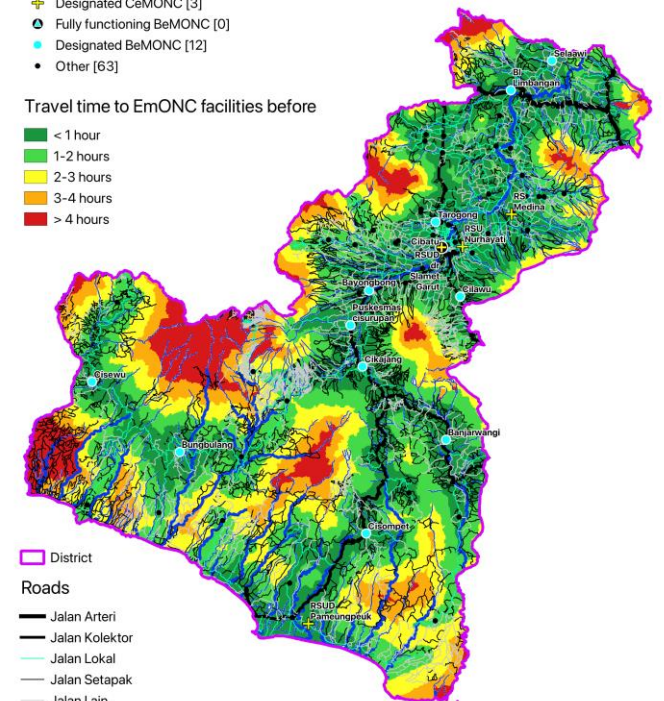 Designated CeMONC [3]
Fully functioning BeMONC [0]
Designated BeMONC [12]
Other [63]
Travel time to EmONC facilities before
< 1 hour
1-2 hours
2-3 hours
3-4 hours
> 4 hours
Selaawi
Bl
Limbangan
RS
Medina
Tarogong
RSU
Nurhayati
Cibatu
RSUD
dr
Slamet
Garut
Bayongbong
Cilawu
Puskesmas
cisurupan
Cikajang
Cisewu
Banjarwangi
Bungbulang
Cisompet
RSUD
Pameungpeuk
District
Roads
Jalan Arteri
Jalan Kolektor
Jalan Lokal
Jalan Setapak
Jalan Lain